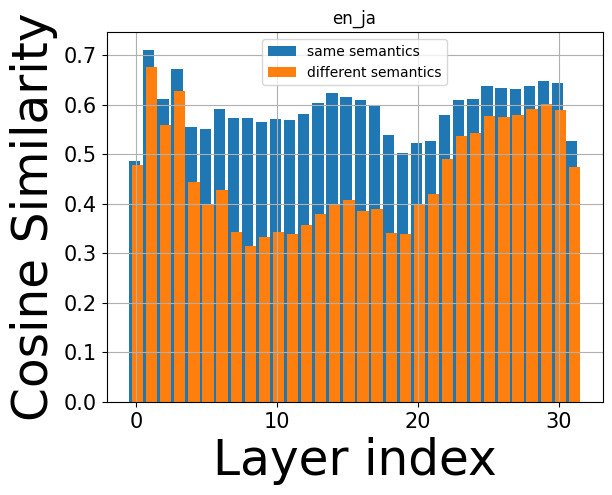 en_ja
same semantics
different semantics
Cosine Similarity
0.7
0.6
0.5
0.4
0.3
0.2
0.1
0.0
0 10 20 30
Layer index